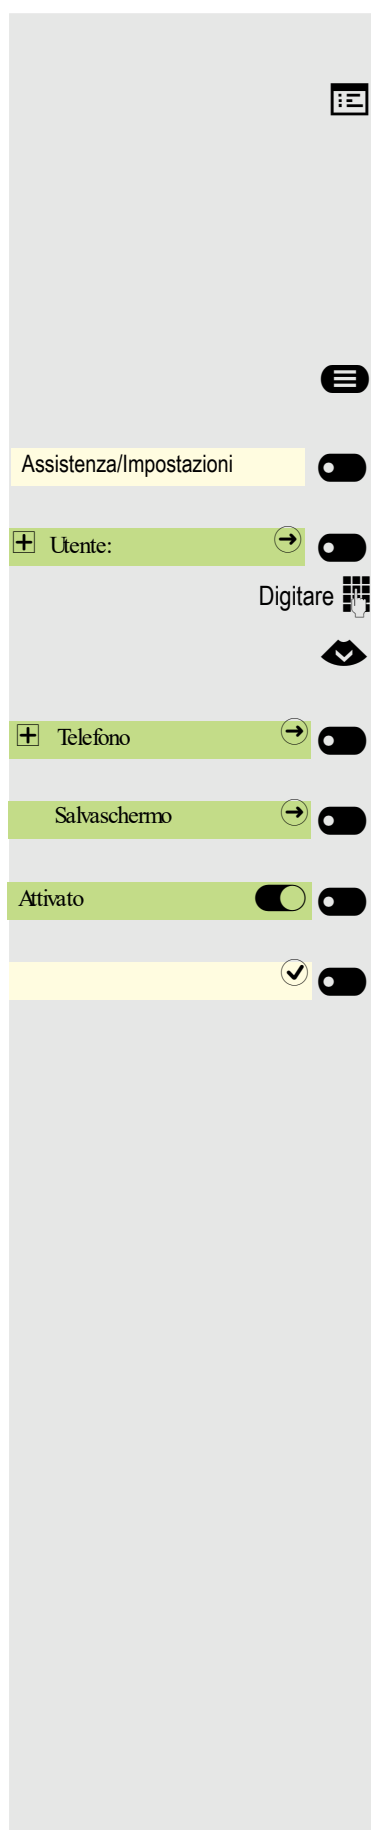 Assistenza/Impostazioni
Utente:
Digitare
Telefono
Salvaschermo
Attivato